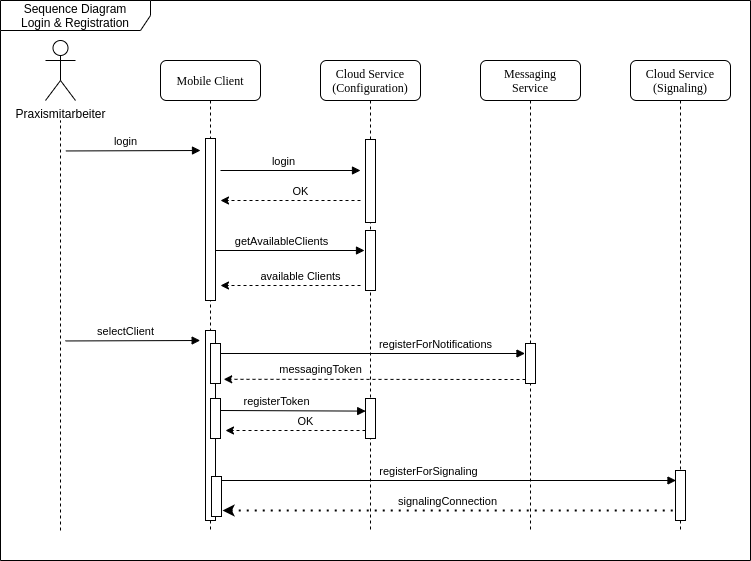 Sequence Diagram
Login & Registration
Praxismitarbeiter
Mobile Client
Cloud Service
(Configuration)
Messaging
Service
Cloud Service
(Signaling)
login
login
OK
getAvailableClients
available Clients
selectClient
registerForNotifications
messagingToken
registerToken
OK
registerForSignaling
signalingConnection